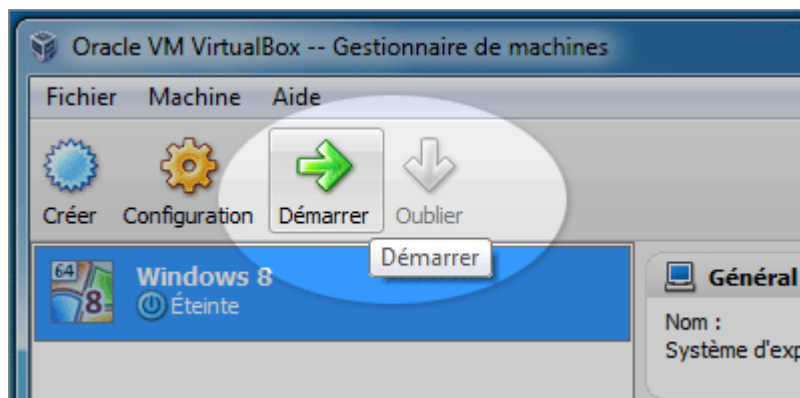 Oracle VM VirtualBox -- Gestionnaire de machines
Fichier Machine Aide
Créer Configuration Démarrer Oublier
Démarrer
64
8
Windows 8
Éteinte
Général
Nom :
Système d'exp